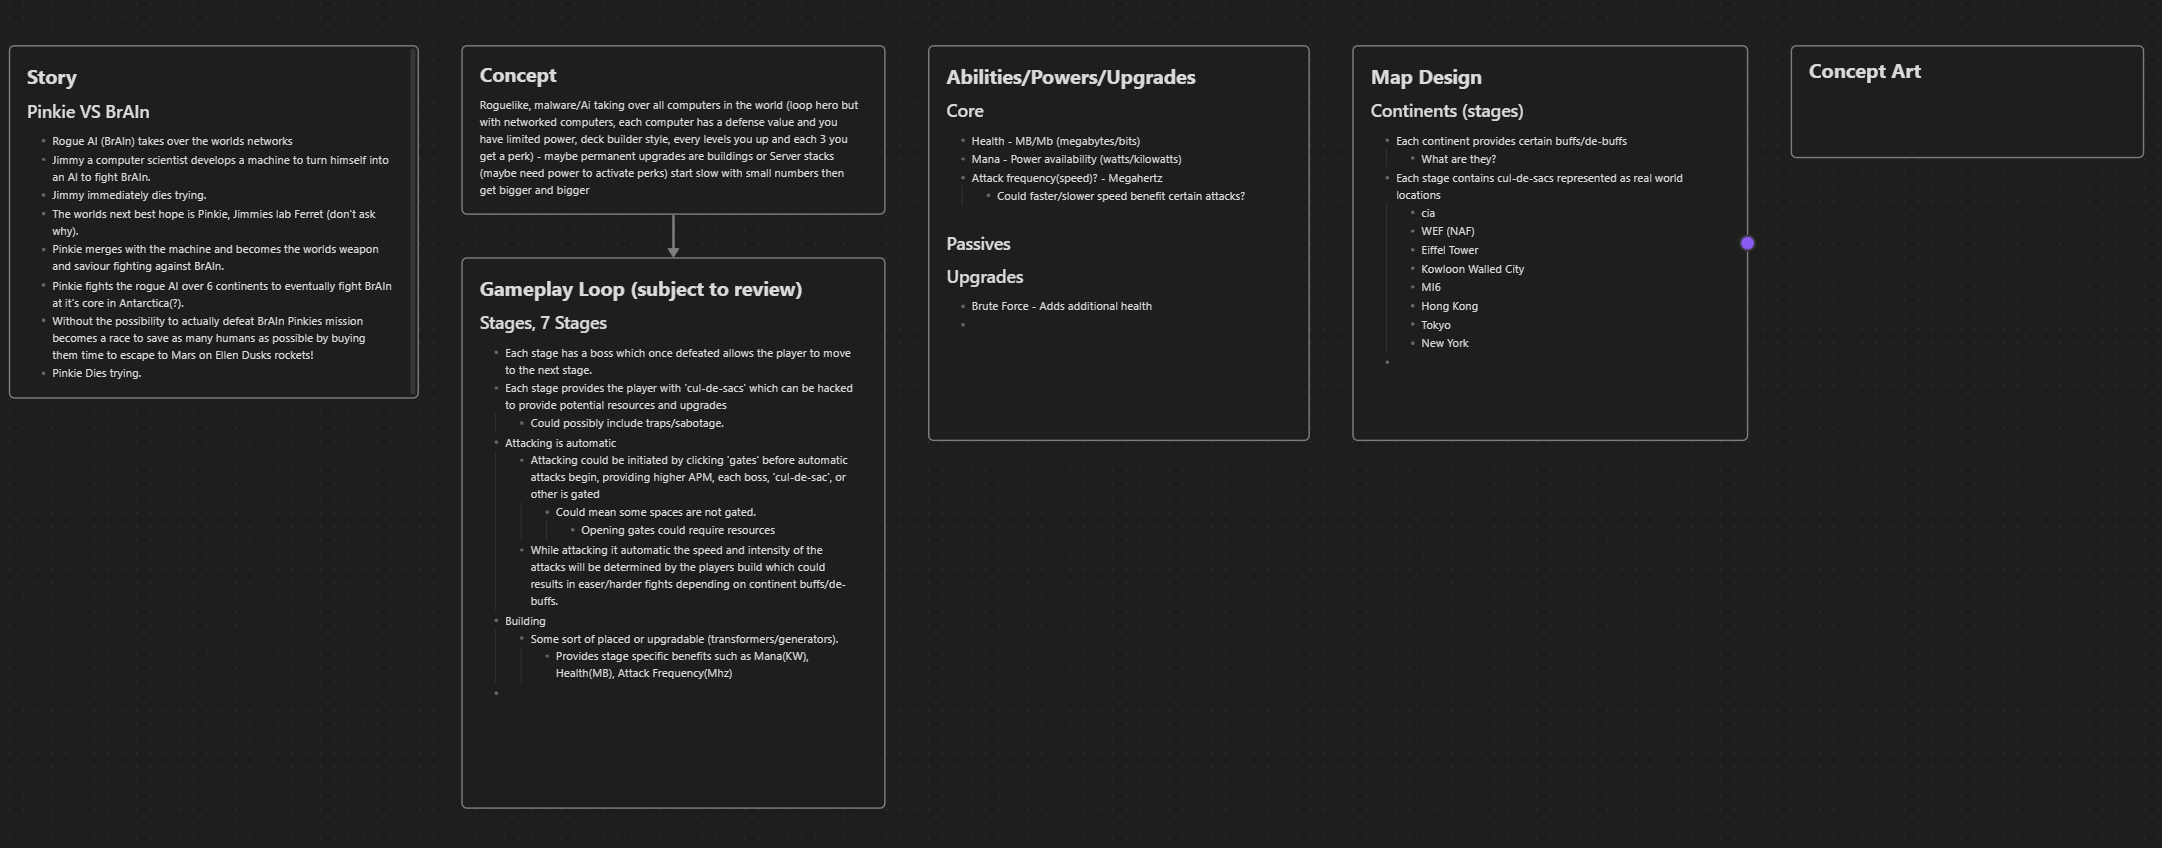 Story
Pinkie VS BrAIn
Rogue AI (BrAIn) takes over the worlds networks
Jimmy a computer scientist develops a machine to turn himself into
an AI to fight BrAIn.
Jimmy immediately dies trying.
The worlds next best hope is Pinkie, Jimmies lab Ferret (don't ask
why).
Pinkie merges with the machine and becomes the worlds weapon
and saviour fighting against BrAIn.
Pinkie fights the rogue AI over 6 continents to eventually fight BrAIn
at it's core in Antarctica(?).
Without the possibility to actually defeat BrAIn Pinkies mission
becomes a race to save as many humans as possible by buying
them time to escape to Mars on Ellen Dusks rockets!
Pinkie Dies trying.
Concept
Roguelike, malware/Ai taking over all computers in the world (loop hero but
with networked computers, each computer has a defense value and you
have limited power, deck builder style, every levels you up and each 3 you
get a perk) - maybe permanent upgrades are buildings or Server stacks
(maybe need power to activate perks) start slow with small numbers then
get bigger and bigger
Gameplay Loop (subject to review)
Stages, 7 Stages
Each stage has a boss which once defeated allows the player to move
to the next stage.
Each stage provides the player with 'cul-de-sacs' which can be hacked
to provide potential resources and upgrades
Could possibly include traps/sabotage.
Attacking is automatic
Attacking could be initiated by clicking 'gates' before automatic
attacks begin, providing higher APM, each boss, 'cul-de-sac', or
other is gated
Could mean some spaces are not gated.
Opening gates could require resources
While attacking it automatic the speed and intensity of the
attacks will be determined by the players build which could
results in easer/harder fights depending on continent buffs/de-
buffs.
Building
Some sort of placed or upgradable (transformers/generators).
Provides stage specific benefits such as Mana(KW),
Health(MB), Attack Frequency(Mhz)
Abilities/Powers/Upgrades
Core
Health - MB/Mb (megabytes/bits)
Mana - Power availability (watts/kilowatts)
Attack frequency(speed)? - Megahertz
Could faster/slower speed benefit certain attacks?
Passives
Upgrades
Brute Force - Adds additional health
Map Design
Continents (stages)
Each continent provides certain buffs/de-buffs
What are they?
Each stage contains cul-de-sacs represented as real world
locations
cia
WEF (NAF)
Eiffel Tower
Kowloon Walled City
MI6
Hong Kong
Tokyo
New York
Concept Art